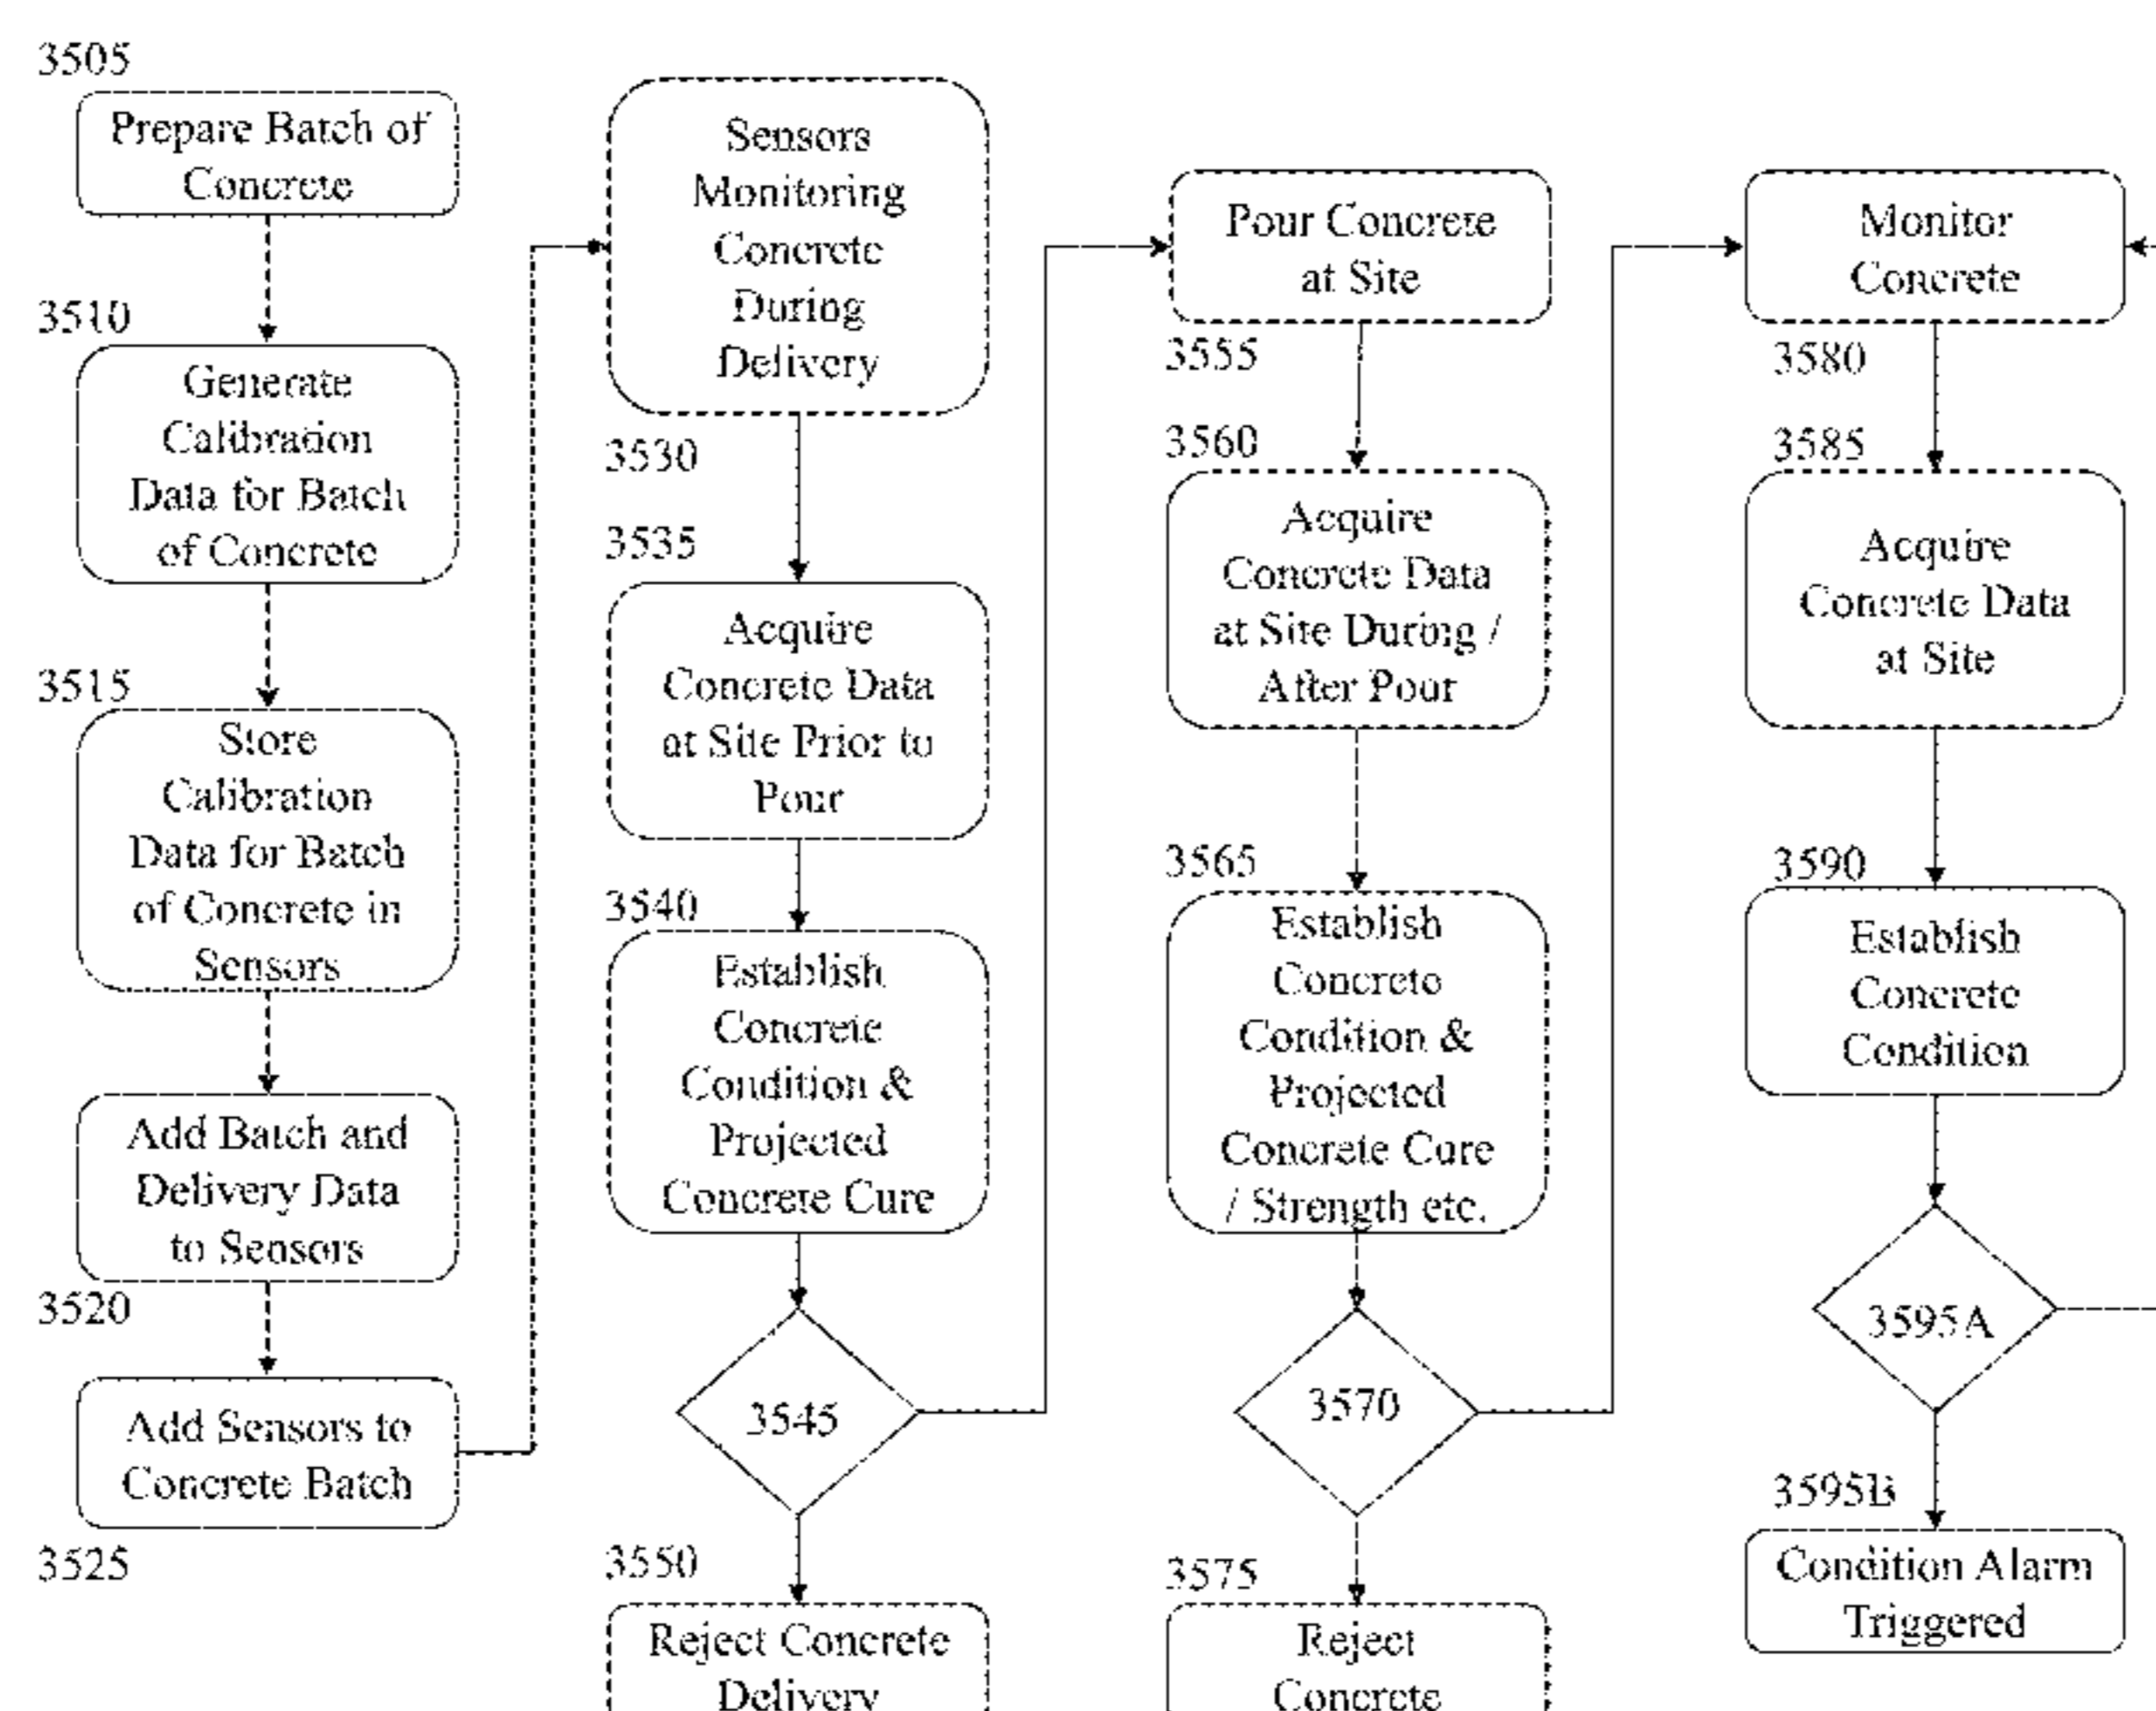 3505
Prepare Batch of
Concrete
3510
Generate
Calibration
Data for Batch
of Concrete
3515
Store
Calibration
Data for Batch
of Concrete in
Sensors
Add Batch and
Delivery Data
to Sensors
3520
Add Sensors to
Concrete Batch
3525
Sensors
Monitoring
Concrete
During
Delivery
3530
3535
Acquire
Concrete Data
at Site Prior to
Pour
3540
Establish
Concrete
Condition &
Projected
Concrete Cure
3545
3550
Reject Concrete
Delivery
Pour Concrete
at Site
3555
3560
Acquire
Concrete Data
at Site During /
After Pour
3565
Establish
Concrete
Condition &
Projected
Concrete Cure
/ Strength etc.
3570
3575
Reject
Concrete
Monitor
Concrete
3580
3585
Acquire
Concrete Data
at Site
3590
Establish
Concrete
Condition
3595A
3595B
Condition Alarm
Triggered